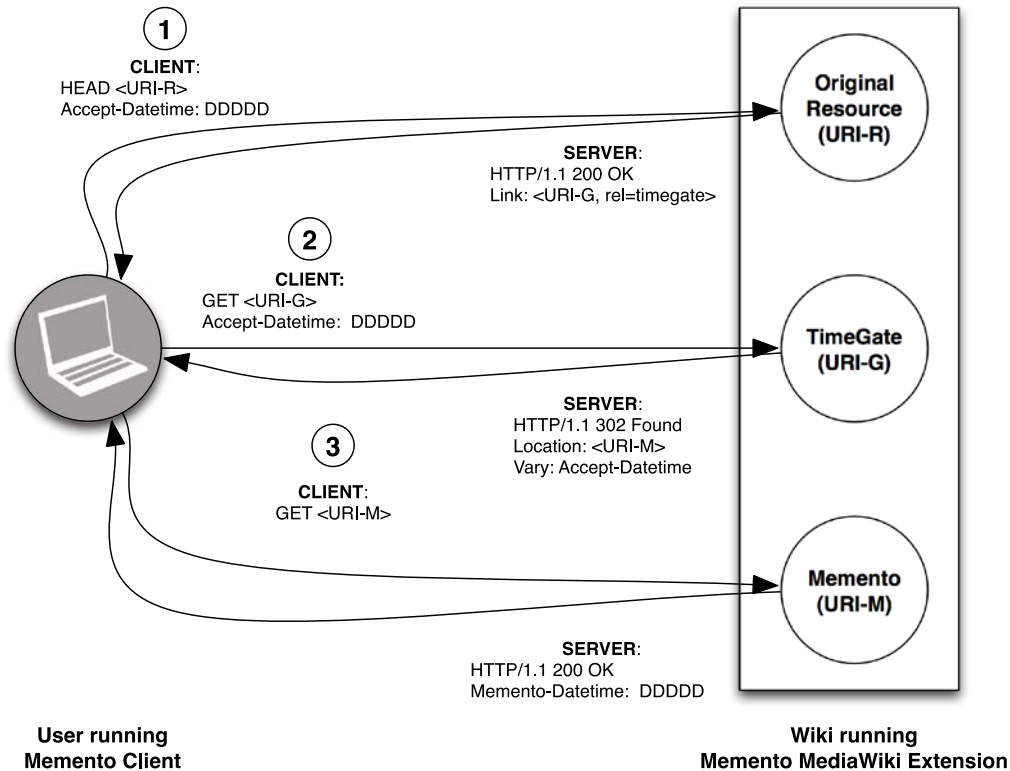 1
CLIENT:
HEAD <URI-R>
Accept-Datetime: DDDDD
Original
Resource
(URI-R)
SERVER:
HTTP/1.1 200 OK
Link: <URI-G, rel=timegate>
2
CLIENT:
GET <URI-G>
Accept-Datetime: DDDDD
TimeGate
(URI-G)
SERVER:
HTTP/1.1 302 Found
Location: <URI-M>
Vary: Accept-Datetime
3
CLIENT:
GET <URI-M>
Memento
(URI-M)
SERVER:
HTTP/1.1 200 OK
Memento-Datetime: DDDDD
User running
Memento Client
Wiki running
Memento MediaWiki Extension